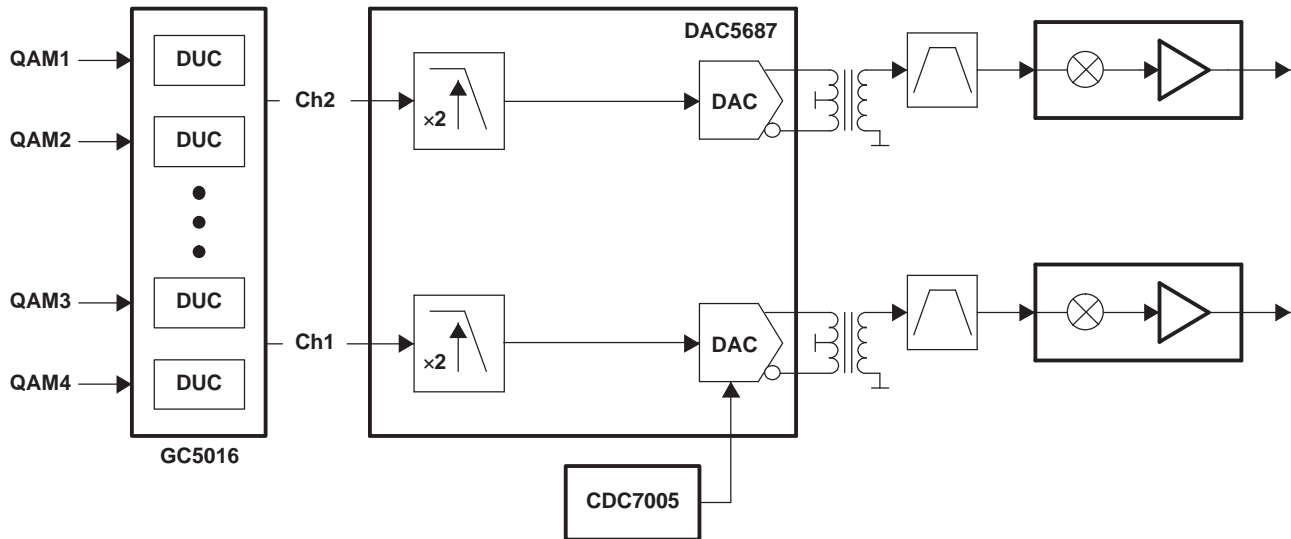 DAC5687
QAM1
DUC
Ch2
×2
DAC
QAM2
DUC
QAM3
DUC
Ch1
×2
DAC
QAM4
DUC
GC5016
CDC7005